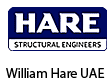 HARE
STRUCTURAL ENGINEERS
William Hare UAE